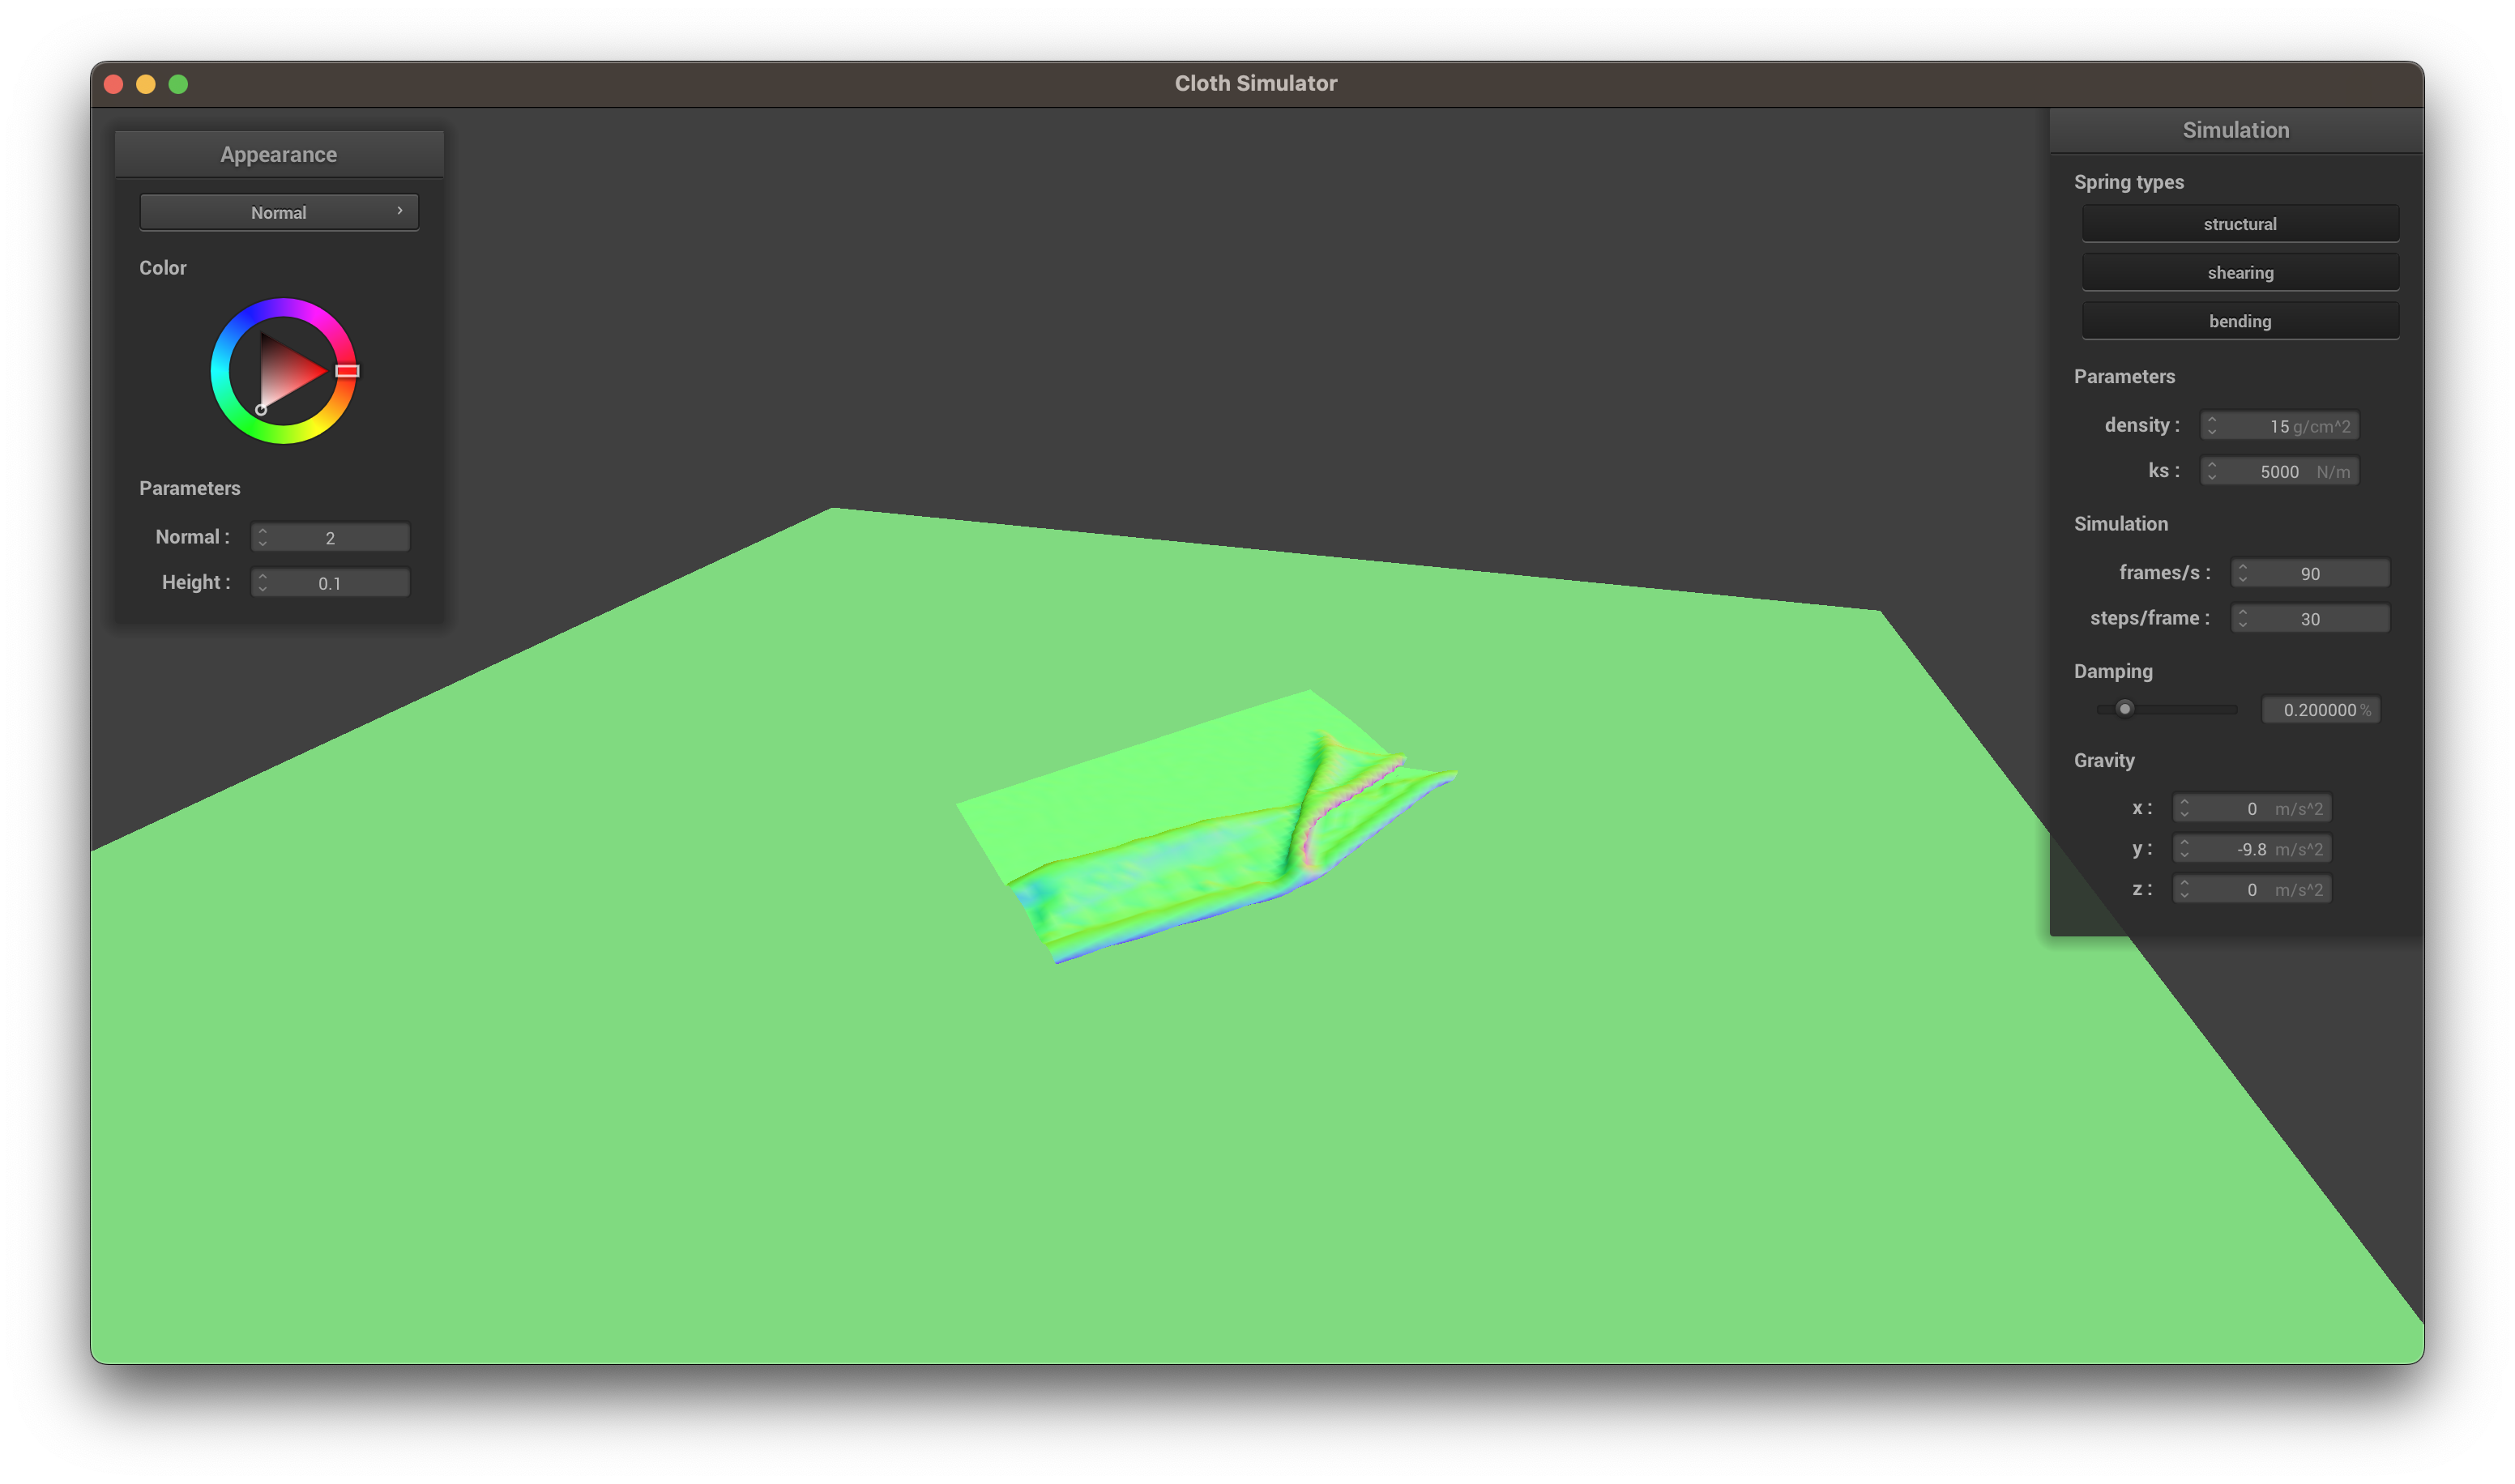 Cloth Simulator
Appearance
Normal
Color
Parameters
Normal : 2
Height : 0.1
Simulation
Spring types
structural
shearing
bending
Parameters
density : 15 g/cm^2
ks : 5000 N/m
Simulation
frames/s : 90
steps/frame : 30
Damping
0.200000 %
Gravity
x : 0 m/s^2
y : -9.8 m/s^2
z : 0 m/s^2